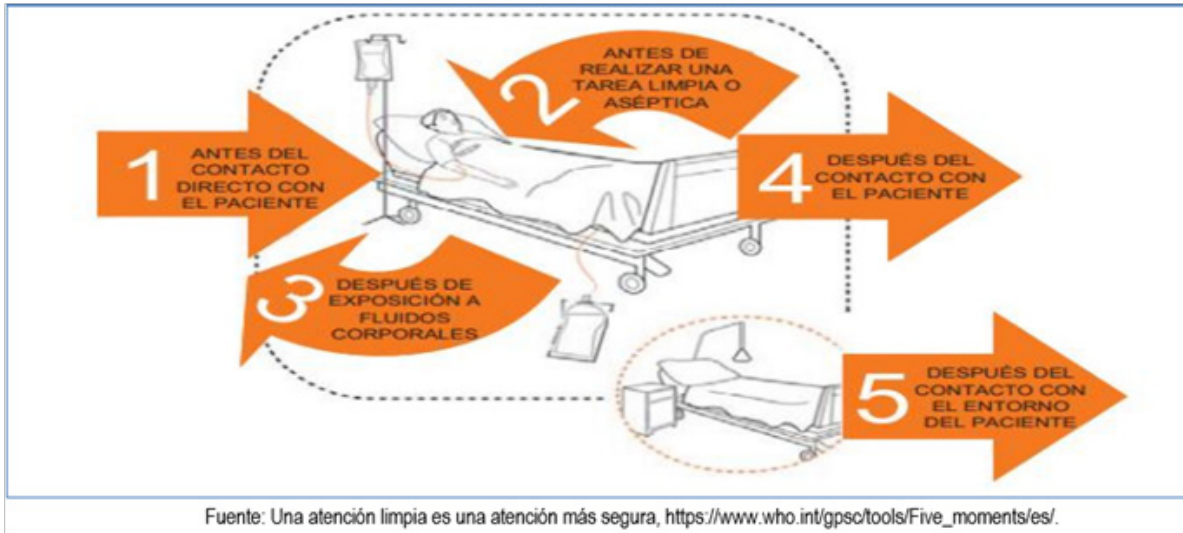 1
ANTES DEL
CONTACTO
DIRECTO CON
EL PACIENTE
2
ANTES DE
REALIZAR UNA
TAREA LIMPIA O
ASÉPTICA
3
DESPUÉS DE
EXPOSICIÓN A
FLUIDOS
CORPORALES
4
DESPUÉS DEL
CONTACTO CON
EL PACIENTE
5
DESPUÉS DEL
CONTACTO CON
EL ENTORNO
DEL PACIENTE
Fuente: Una atención limpia es una atención más segura, https://www.who.int/gpsc/tools/Five_moments/es/.